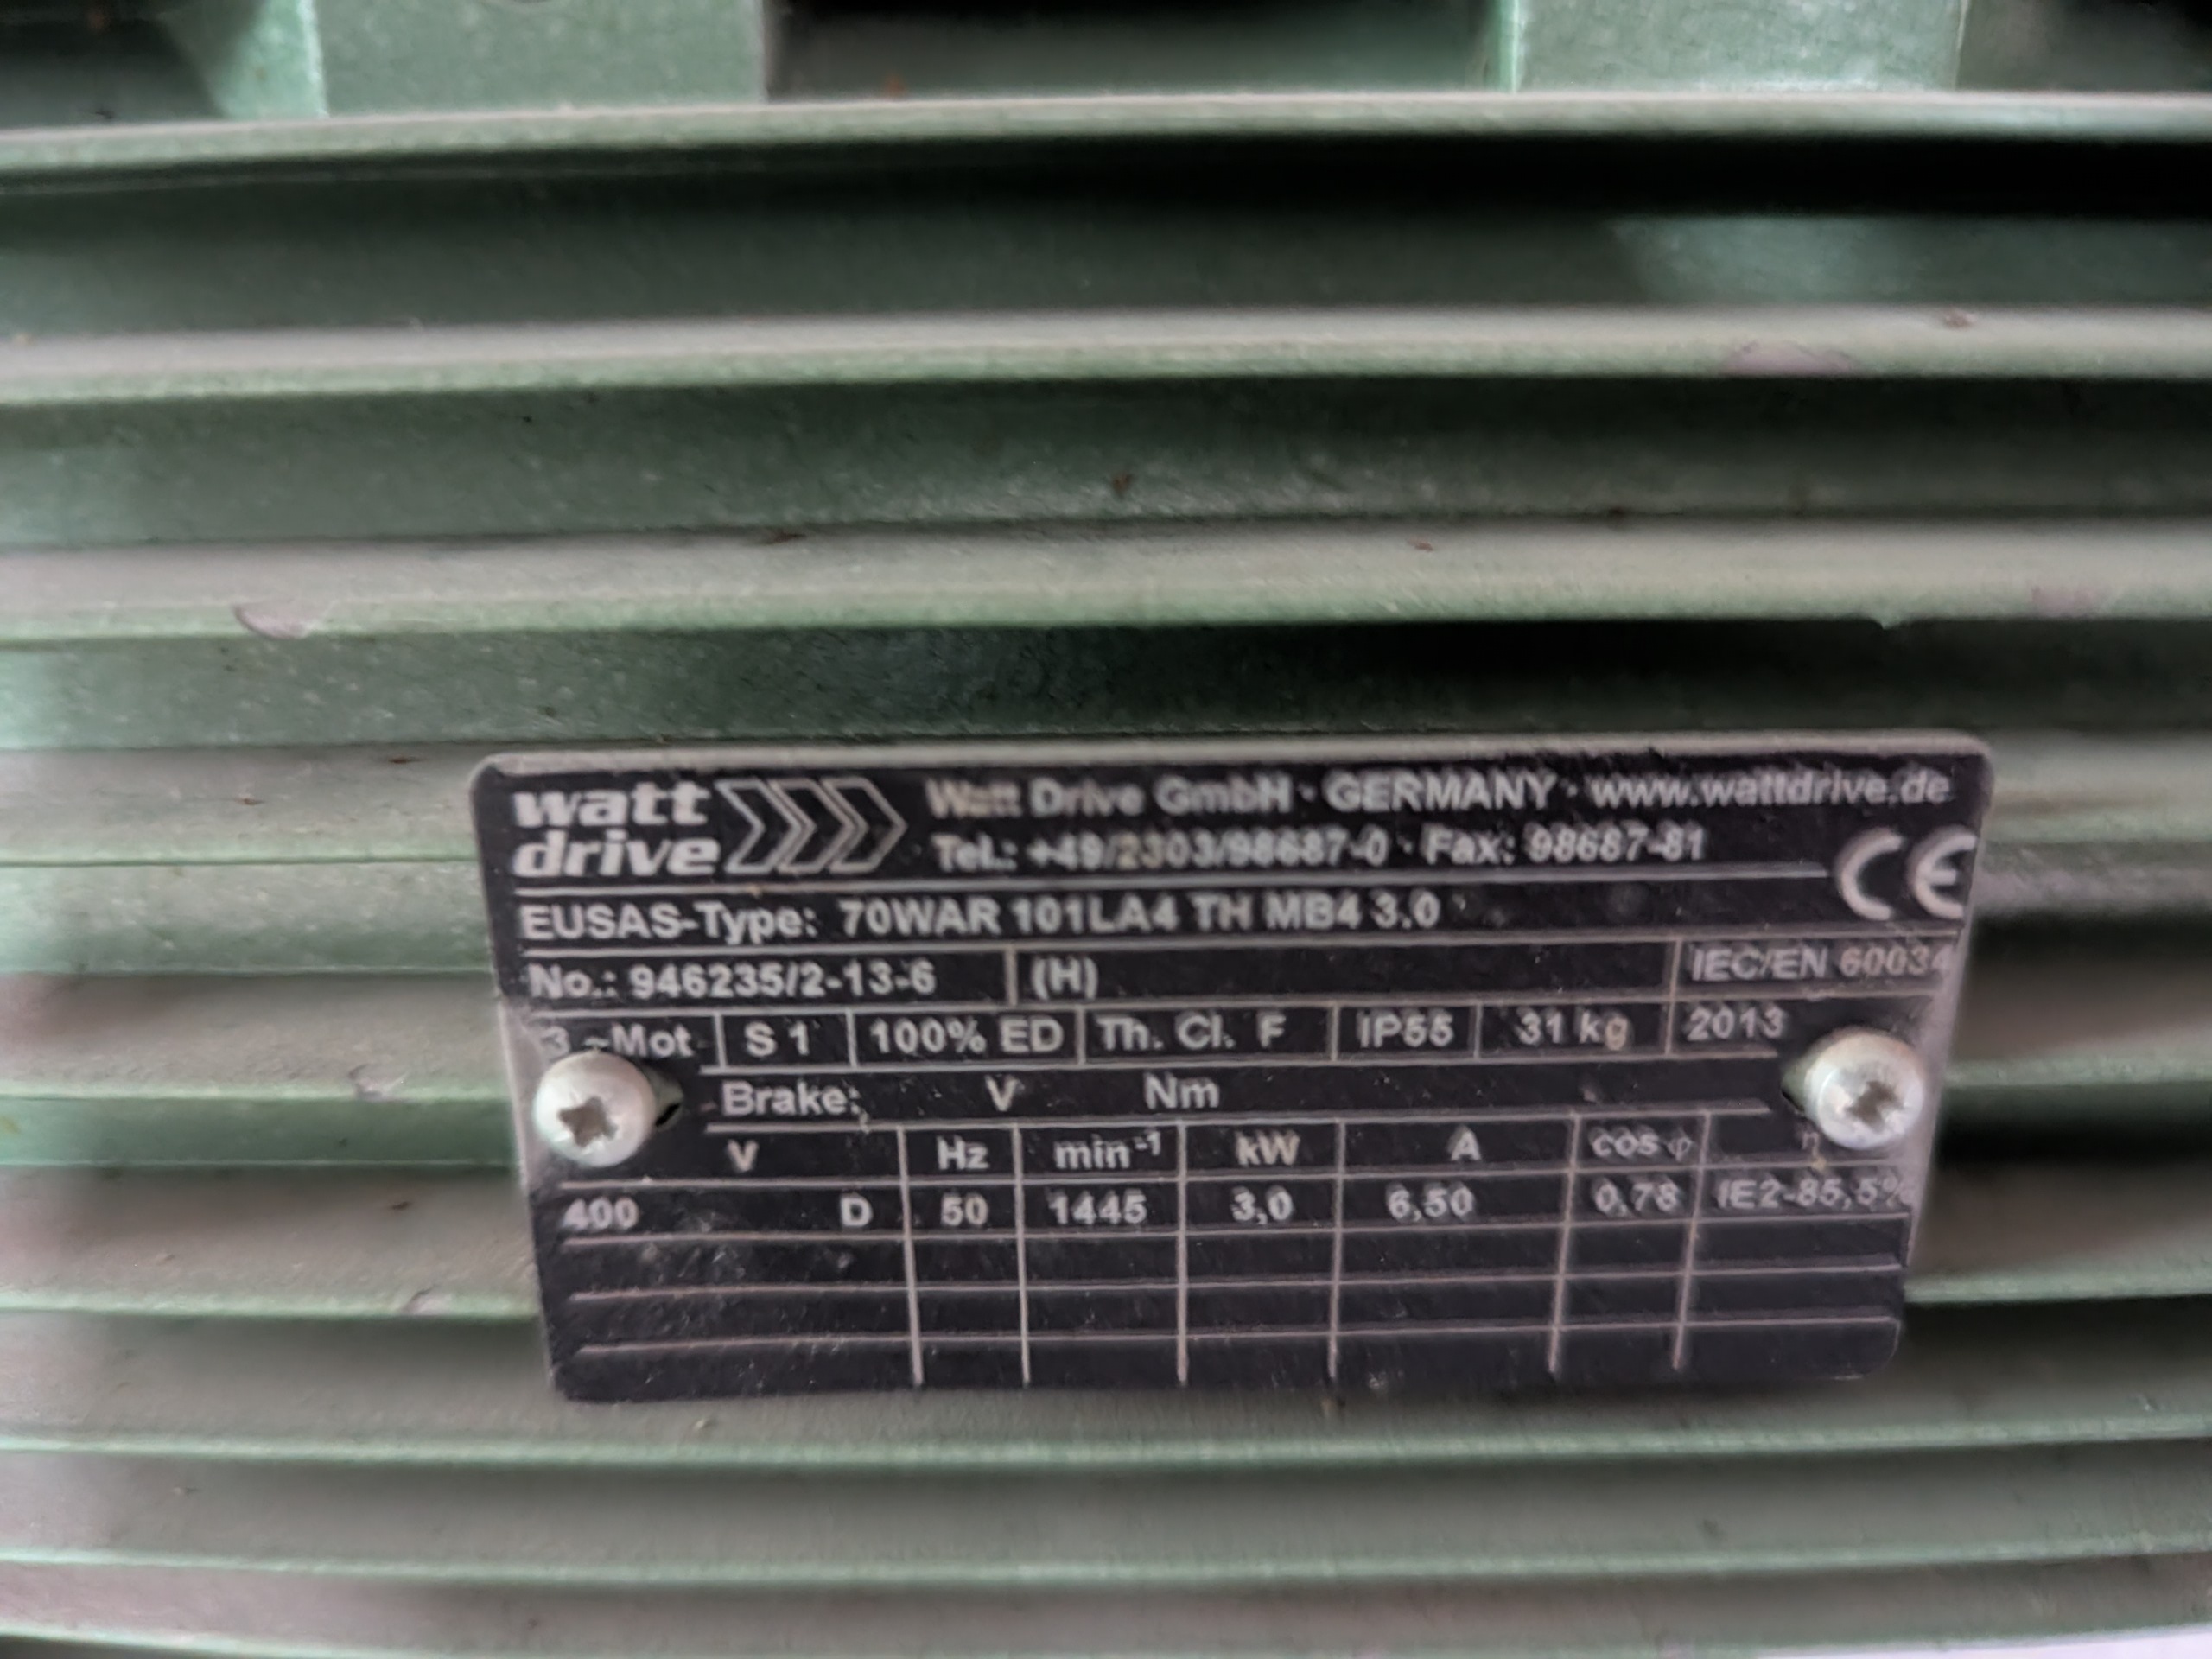 watt drive
Watt Drive GmbH · GERMANY · www.wattdrive.de
Tel.: +49/2303/98687-0 · Fax: 98687-81
CE
EUSAS-Type: 70WAR 101LA4 TH MB4 3.0
No.: 946235/2-13-6 (H) IEC/EN 60034
3 ~Mot S 1 100% ED Th. Cl. F IP55 31 kg 2013
Brake: V Nm
V Hz min⁻¹ kW A cos φ η
400 D 50 1445 3,0 6,50 0,78 IE2-85,5%